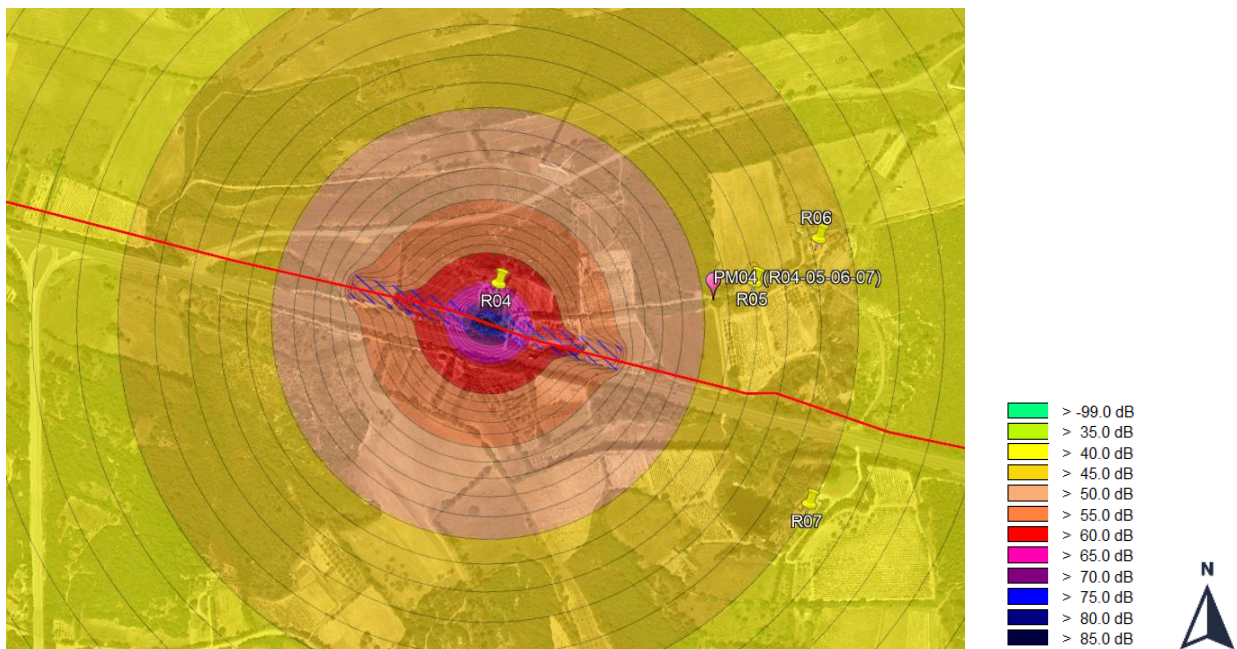 R06
PM04 (R04-05-06-07)
R04
R05
R07
> -99.0 dB
> 35.0 dB
> 40.0 dB
> 45.0 dB
> 50.0 dB
> 55.0 dB
> 60.0 dB
> 65.0 dB
> 70.0 dB
> 75.0 dB
> 80.0 dB
> 85.0 dB
N